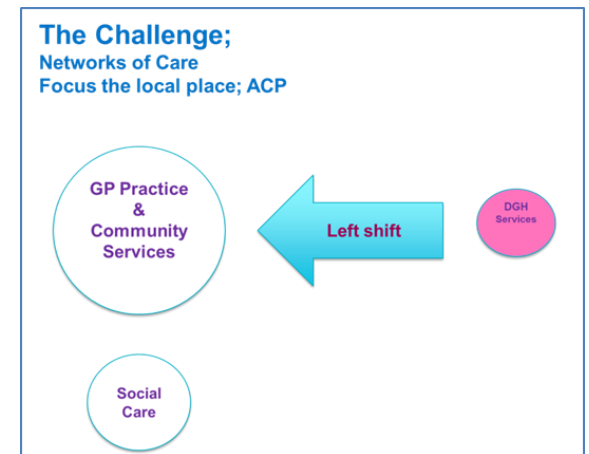 The Challenge;
Networks of Care
Focus the local place; ACP
GP Practice
&
Community
Services
Left shift
DGH
Services
Social
Care